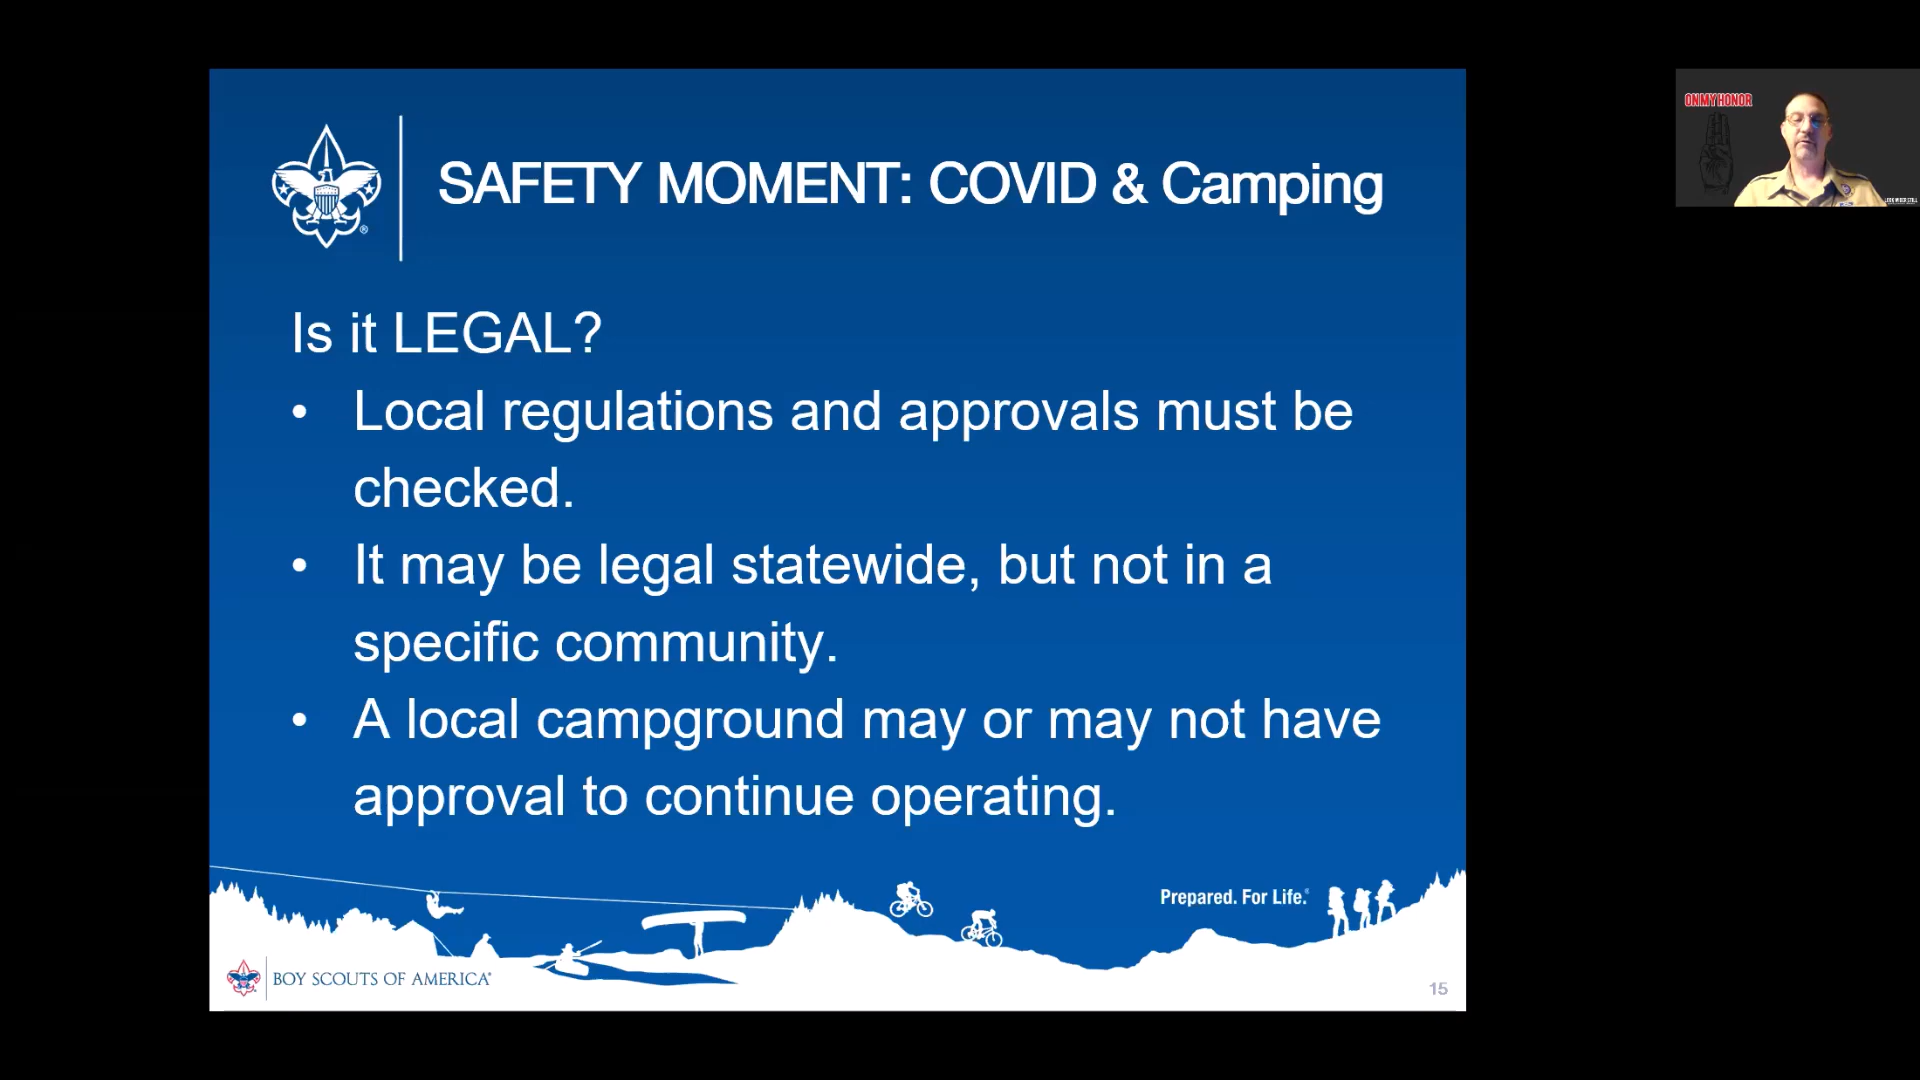 SAFETY MOMENT: COVID & Camping
ON MY HONOR
Is it LEGAL?
• Local regulations and approvals must be
checked.
• It may be legal statewide, but not in a
specific community.
• A local campground may or may not have
approval to continue operating.
Prepared. For Life.®
BOY SCOUTS OF AMERICA®
15